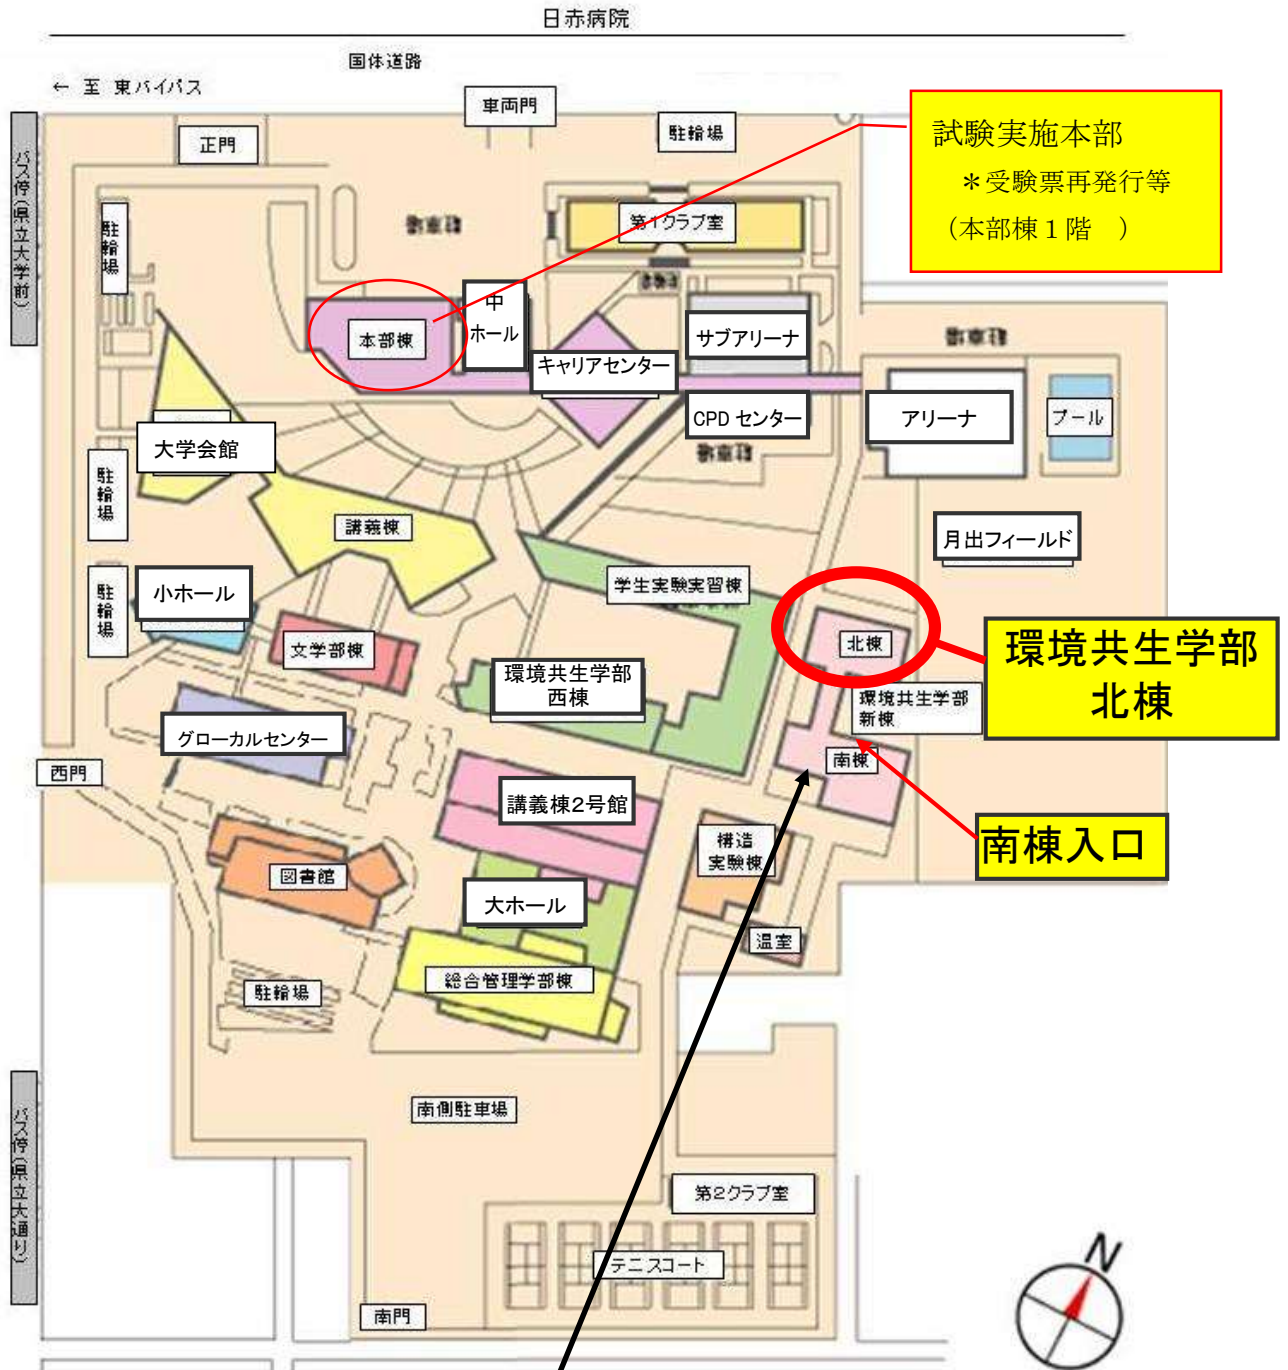 日赤病院
国体道路
← 至 東バイパス
車両門
駐輪場
正門
試験実施本部
＊受験票再発行等
（本部棟１階　）
バス停（県立大学前）
駐輪場
駐車場
第1クラブ室
中
ホール
本部棟
サブアリーナ
駐車場
キャリアセンター
CPD センター
アリーナ
プール
大学会館
駐車場
駐輪場
講義棟
月出フィールド
学生実験実習棟
小ホール
駐輪場
文学部棟
北棟
環境共生学部
北棟
環境共生学部
西棟
環境共生学部
新棟
グローカルセンター
南棟
西門
講義棟2号館
構造
実験棟
南棟入口
図書館
大ホール
温室
総合管理学部棟
駐輪場
南側駐車場
バス停（県立大通り）
第2クラブ室
テニスコート
南門
N